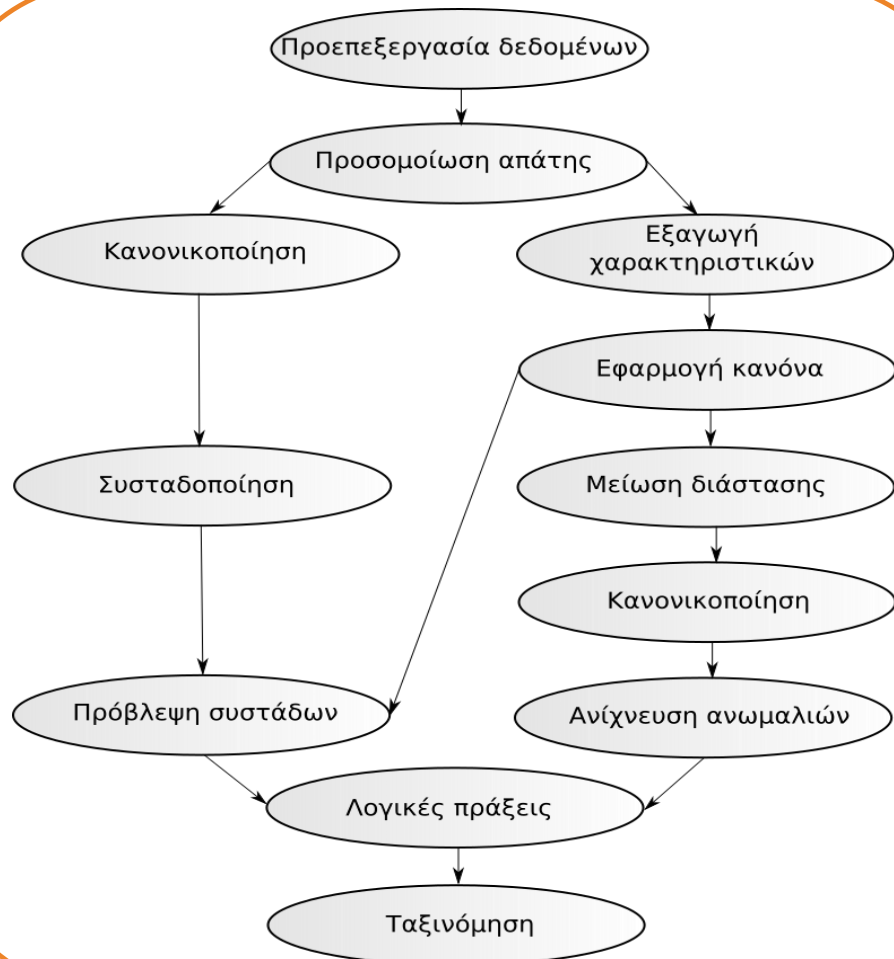 Προεπεξεργασία δεδομένων
Προσομοίωση απάτης
Κανονικοποίηση
Εξαγωγή
χαρακτηριστικών
Εφαρμογή κανόνα
Συσταδοποίηση
Μείωση διάστασης
Κανονικοποίηση
Πρόβλεψη συστάδων
Ανίχνευση ανωμαλιών
Λογικές πράξεις
Ταξινόμηση